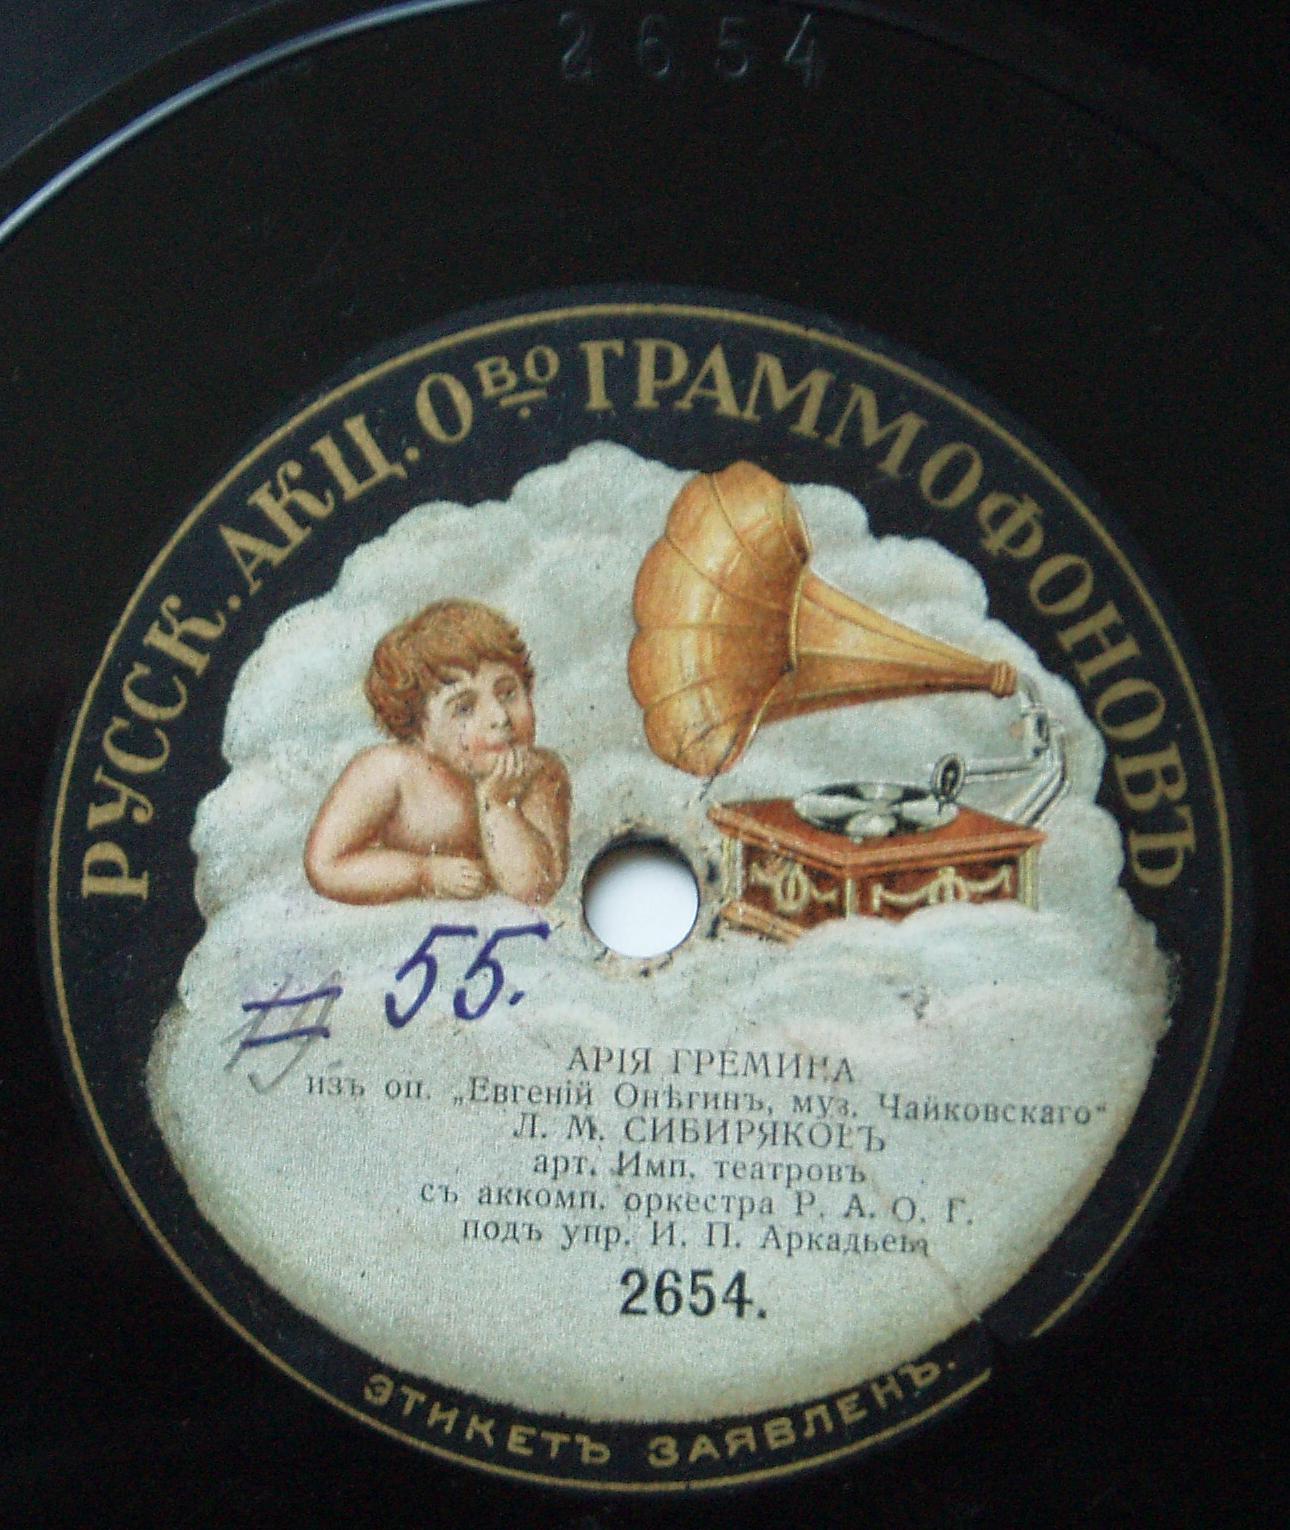 2654
РУССК. АКЦ. Oво ГРАММОФОНОВЪ
55.
АРІЯ ГРЕМИНА
изъ оп. „Евгеній Онѣгинъ, муз. Чайковскаго“
Л. М. СИБИРЯКОВЪ
арт. Имп. театровъ
съ аккомп. оркестра Р. А. О. Г.
подъ упр. И. П. Аркадьева
2654.
ЭТИКЕТЪ ЗАЯВЛЕНЪ.